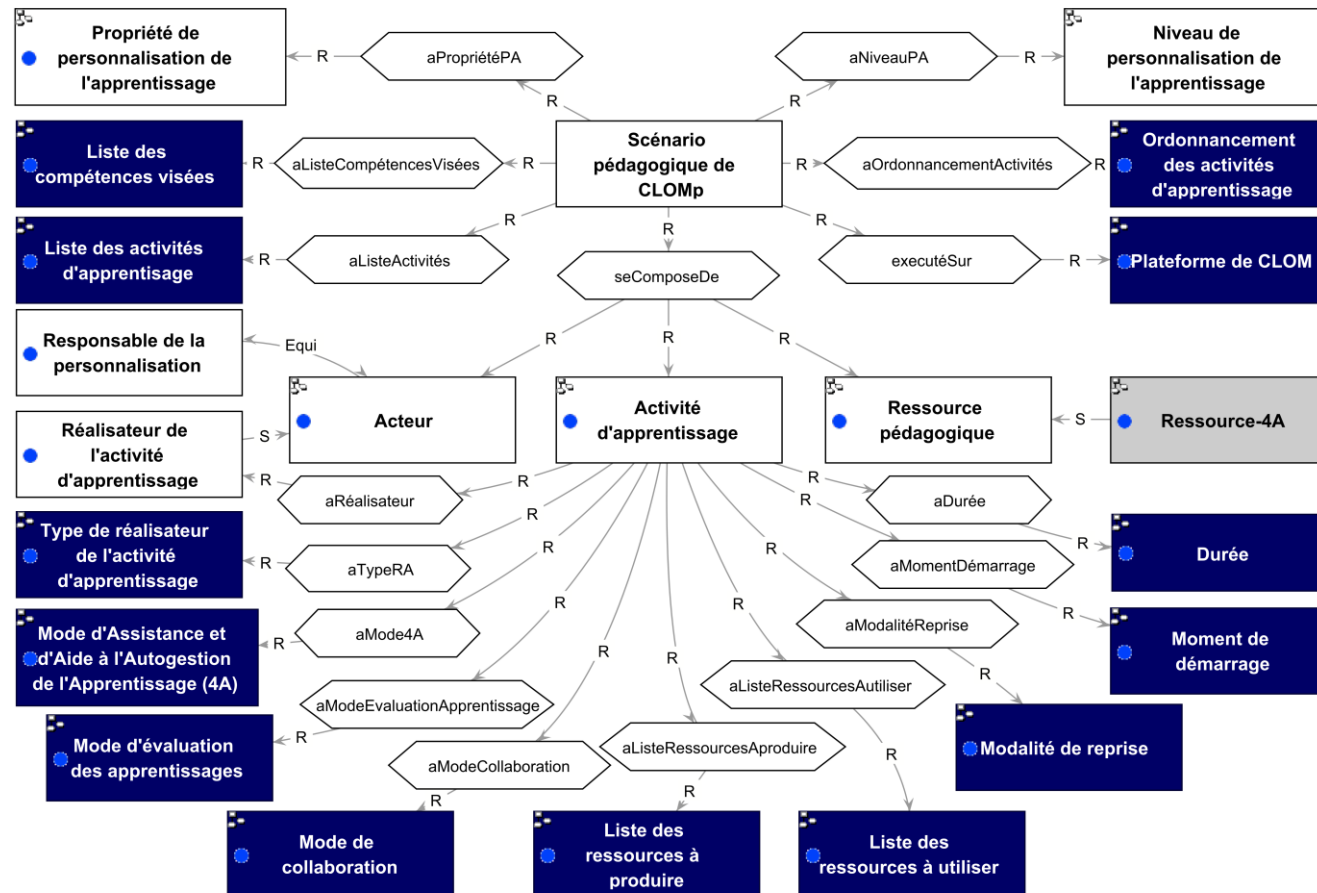 Propriété de
personnalisation de
l'apprentissage
R
aPropriétéPA
R
aNiveauPA
R
R
Niveau de
personnalisation de
l'apprentissage
Liste des
compétences visées
R
aListeCompétencesVisées
R
Scénario
pédagogique de
CLOMp
R
aOrdonnancementActivités
R
Ordonnancement
des activités
d'apprentissage
Liste des activités
d'apprentisage
R
aListeActivités
R
R
seComposeDe
R
executéSur
R
Plateforme de CLOM
Responsable de la
personnalisation
Equi
R
R
R
Acteur
Activité
d'apprentissage
Ressource
pédagogique
S
Ressource-4A
Réalisateur de
l'activité
d'apprentissage
S
R
aRéalisateur
R
R
aDurée
R
Durée
Type de réalisateur
de l'activité
d'apprentissage
R
aTypeRA
R
R
aMomentDémarrage
R
Moment de
démarrage
Mode d'Assistance et
d'Aide à l'Autogestion
de l'Apprentissage (4A)
R
aMode4A
R
R
aModalitéReprise
R
Modalité de reprise
Mode d'évaluation
des apprentissages
R
aModeEvaluationApprentissage
R
R
aListeRessourcesAutiliser
R
aModeCollaboration
R
R
aListeRessourcesAproduire
R
R
Mode de
collaboration
Liste des
ressources à
produire
Liste des
ressources à utiliser